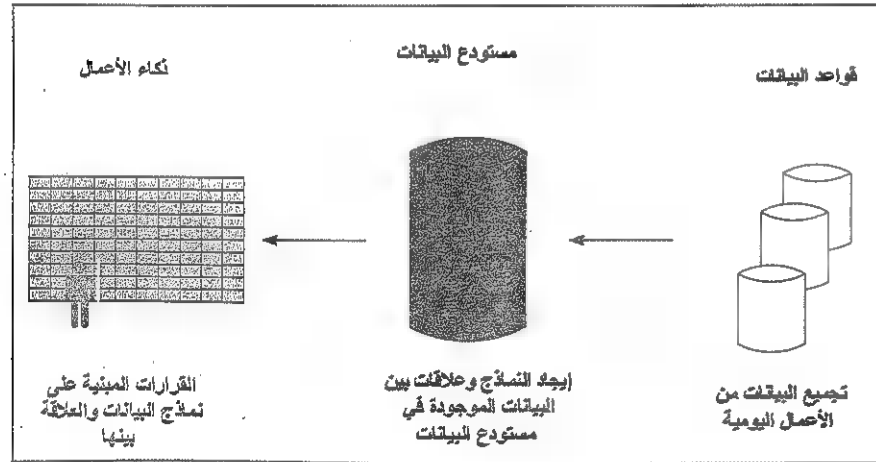 قواعد البيانات
مستودع البيانات
ذكاء الأعمال
تجميع البيانات من
الأعمال اليومية
إيجاد النماذج وعلاقات بين
البيانات الموجودة في
مستودع البيانات
القرارات المبنية على
نماذج البيانات والعلاقة
بينها